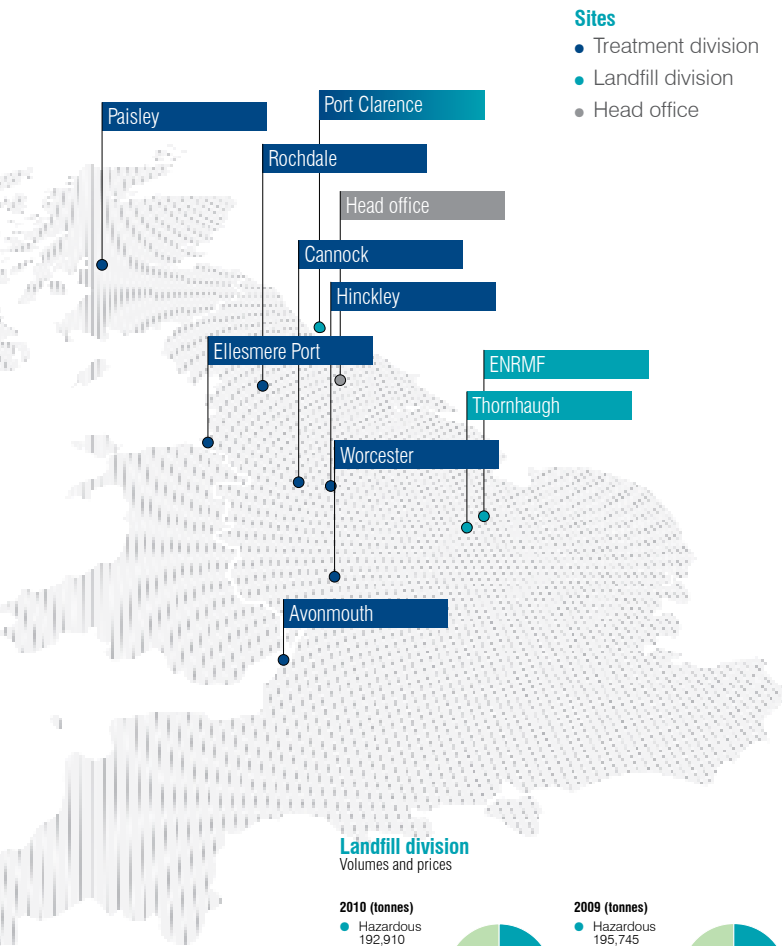 Sites
Treatment division
Landfill division
Head office
Port Clarence
Paisley
Rochdale
Head office
Cannock
Hinckley
Ellesmere Port
ENRMF
Thornhaugh
Worcester
Avonmouth
Landfill division
Volumes and prices
2010 (tonnes)
Hazardous
192,910
2009 (tonnes)
Hazardous
195,745